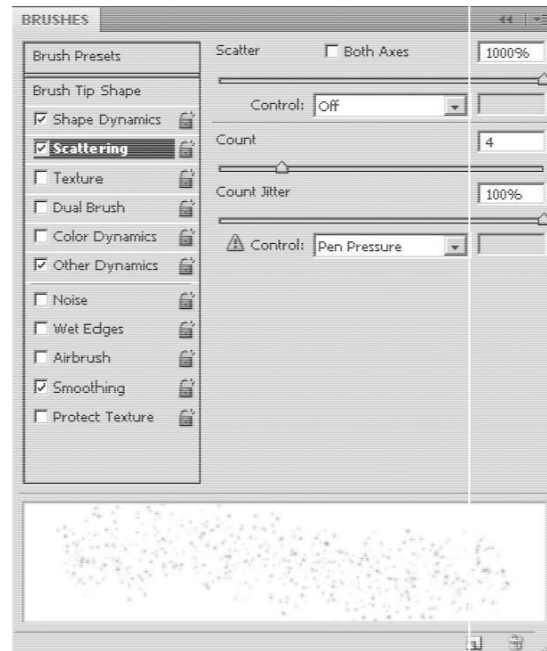 BRUSHES
Brush Presets
Brush Tip Shape
Shape Dynamics
Scattering
Texture
Dual Brush
Color Dynamics
Other Dynamics
Noise
Wet Edges
Airbrush
Smoothing
Protect Texture
Scatter Both Axes 1000%
Control: Off
Count 4
Count Jitter 100%
Control: Pen Pressure